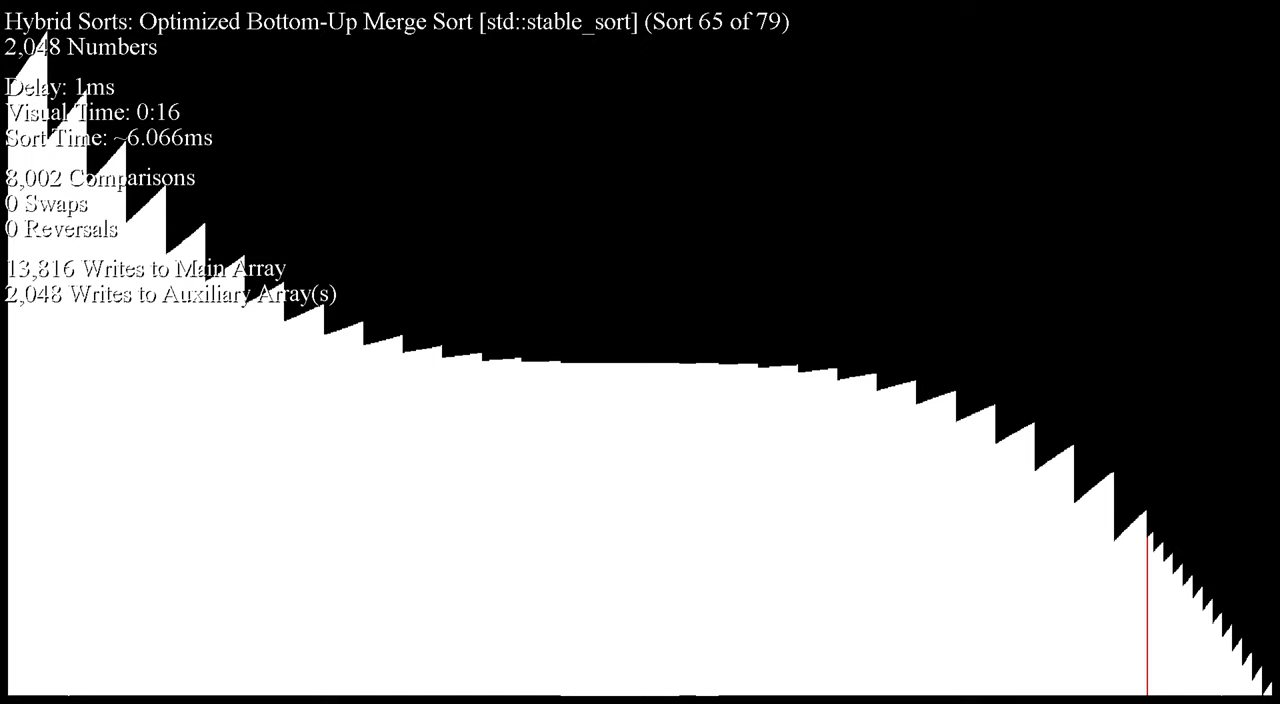 Hybrid Sorts: Optimized Bottom-Up Merge Sort [std::stable_sort] (Sort 65 of 79)
2,048 Numbers
Delay: 1ms
Visual Time: 0:16
Sort Time: ~6.066ms
8,002 Comparisons
0 Swaps
0 Reversals
13,816 Writes to Main Array
2,048 Writes to Auxiliary Array(s)